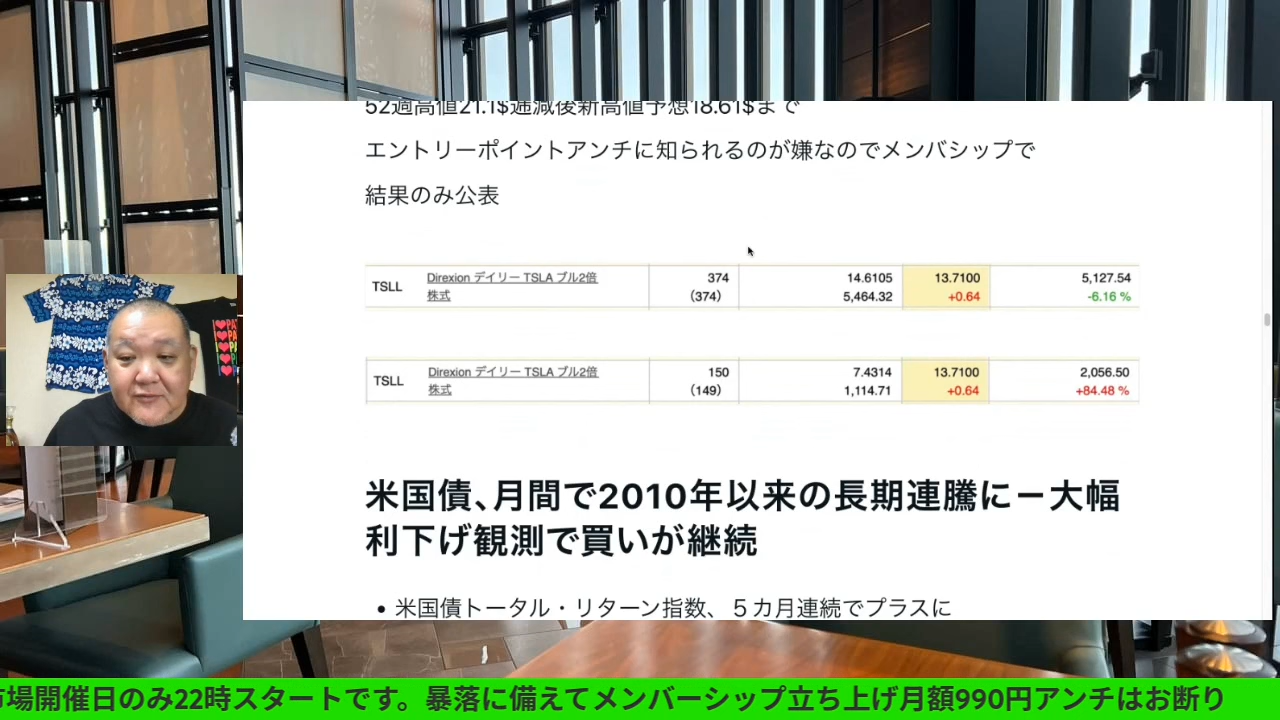 52週高値21.1$逓減後新高値予想18.61$まで
エントリーポイントアンチに知られるのが嫌なのでメンバシップで
結果のみ公表
TSLL Direxion デイリー TSLA ブル2倍 374 14.6105 13.7100 5,127.54
株式 (374) 5,464.32 +0.64 -6.16 %
TSLL Direxion デイリー TSLA ブル2倍 150 7.4314 13.7100 2,056.50
株式 (149) 1,114.71 +0.64 +84.48 %
米国債、月間で2010年以来の長期連騰に－大幅
利下げ観測で買いが継続
• 米国債トータル・リターン指数、５カ月連続でプラスに
市場開催日のみ22時スタートです。暴落に備えてメンバーシップ立ち上げ月額990円アンチはお断り